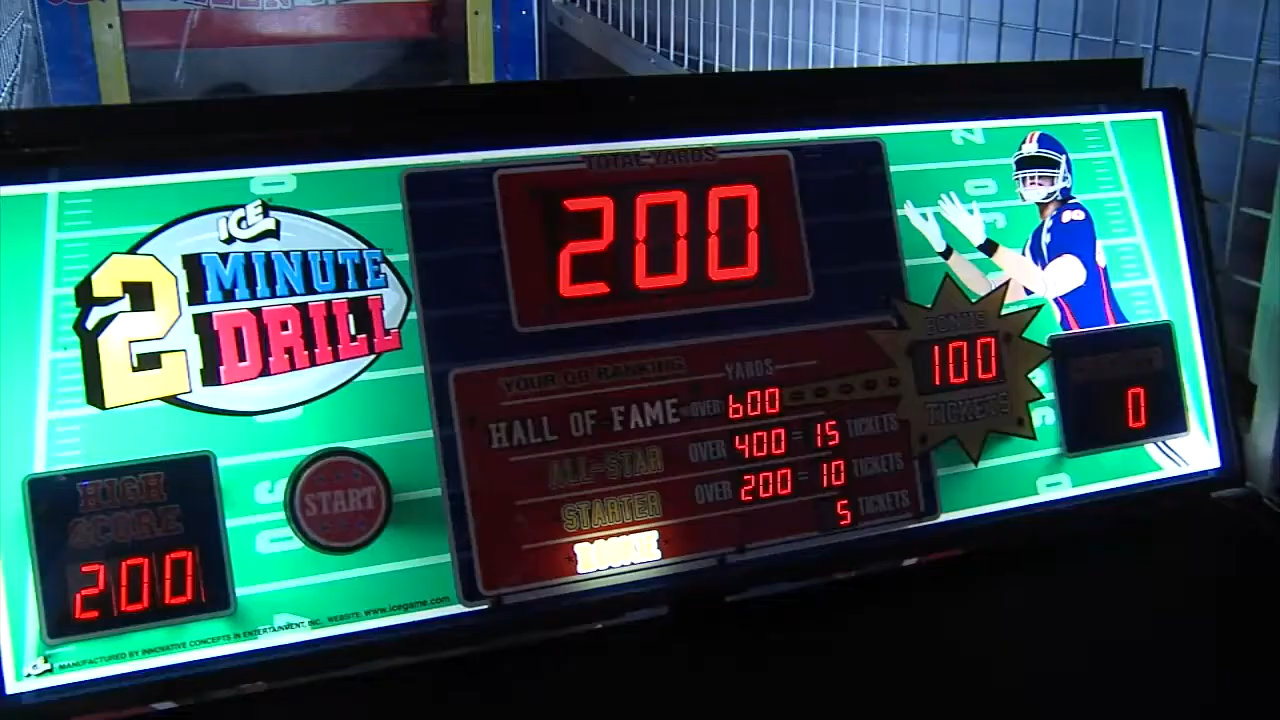 TOTAL YARDS
200
ICE
2 MINUTE
DRILL
YOUR QB RANKING
YARDS
HALL OF FAME OVER 600
ALL-STAR OVER 400 = 15 TICKETS
STARTER OVER 200 = 10 TICKETS
ROOKIE 5 TICKETS
BONUS
100
TICKETS
0
80
START
HIGH
SCORE
200
MANUFACTURED BY INNOVATIVE CONCEPTS IN ENTERTAINMENT, INC. WEBSITE: www.icegame.com